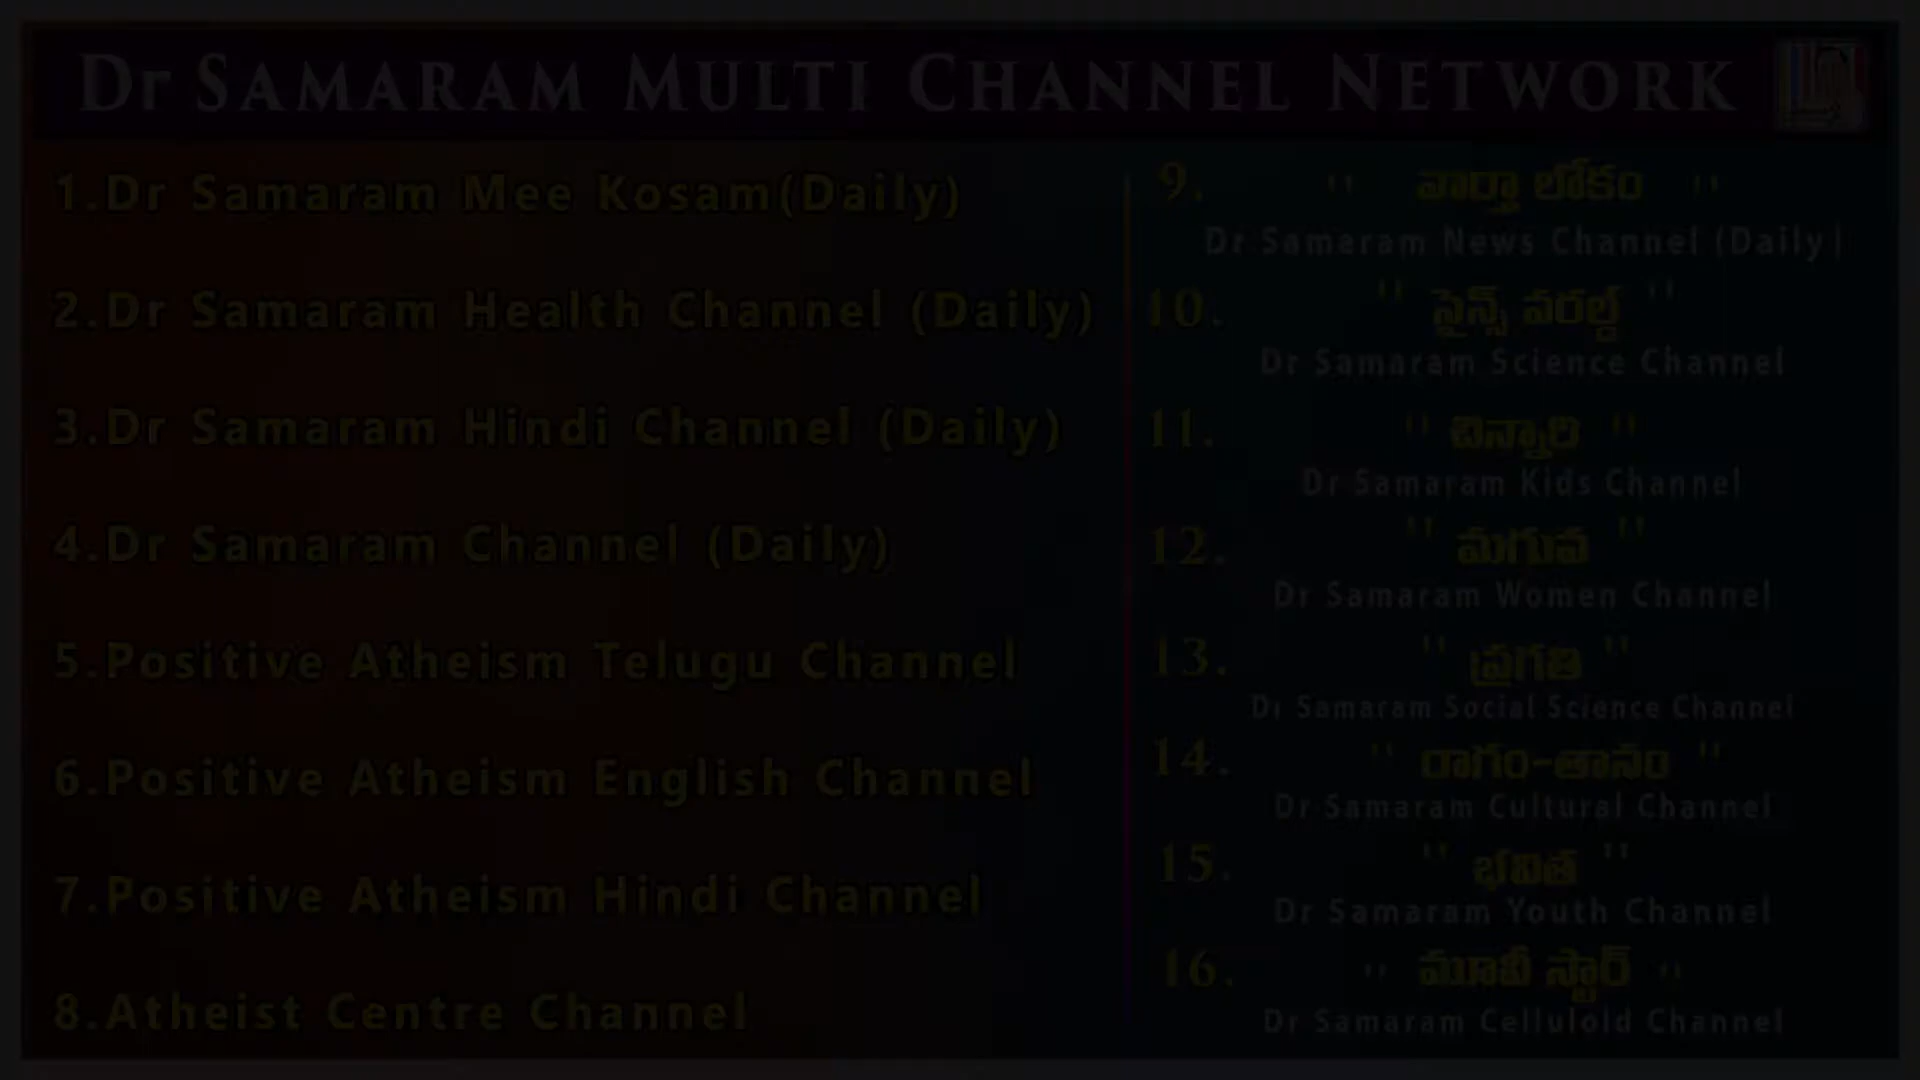 Dr SAMARAM MULTI CHANNEL NETWORK
1.Dr Samaram Mee Kosam(Daily)
2.Dr Samaram Health Channel (Daily)
3.Dr Samaram Hindi Channel (Daily)
4.Dr Samaram Channel (Daily)
5.Positive Atheism Telugu Channel
6.Positive Atheism English Channel
7.Positive Atheism Hindi Channel
8.Atheist Centre Channel
9. " వార్తా లోకం "
Dr Samaram News Channel (Daily)
10. " సైన్స్ వరల్డ్ "
Dr Samaram Science Channel
11. " చిన్నారి "
Dr Samaram Kids Channel
12. " మగువ "
Dr Samaram Women Channel
13. " ప్రగతి "
Dr Samaram Social Science Channel
14. " రాగం-తానం "
Dr Samaram Cultural Channel
15. " భవిత "
Dr Samaram Youth Channel
16. " మూవీ స్టార్ "
Dr Samaram Celluloid Channel